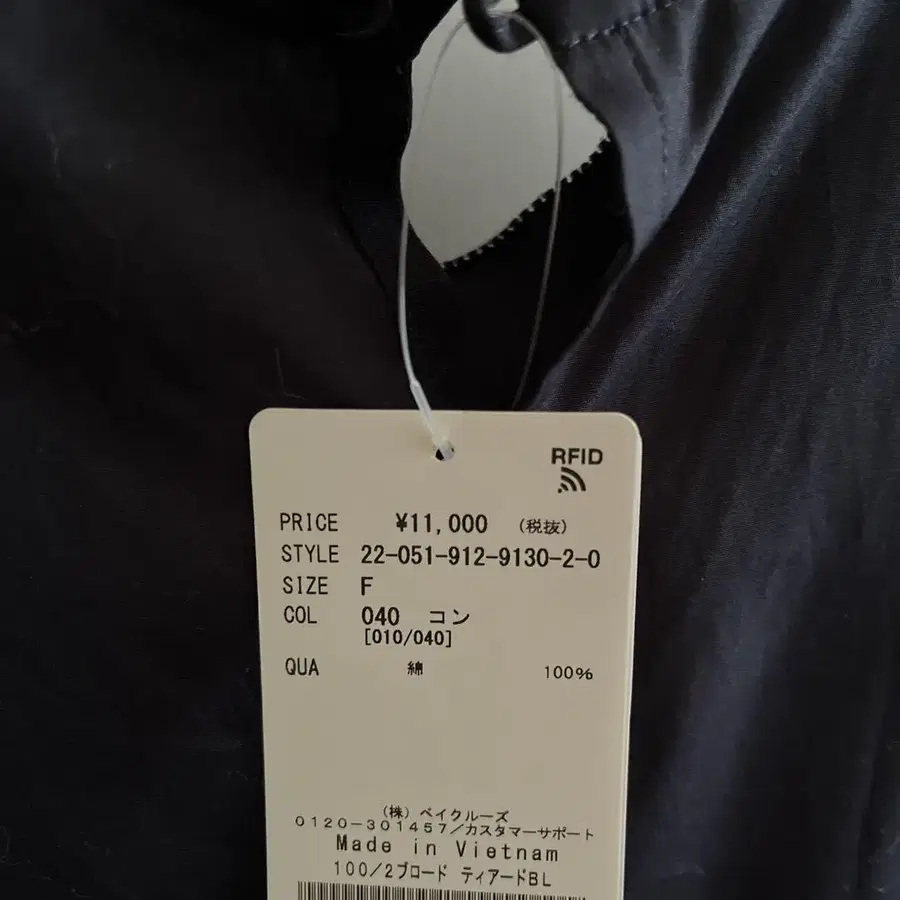 RFID
PRICE ¥11,000 (税抜)
STYLE 22-051-912-9130-2-0
SIZE F
COL 040 コン
[010/040]
QUA 綿 100%
(株) ベイクルーズ
0120-301457/カスタマーサポート
Made in Vietnam
100/2ブロード ティアードBL